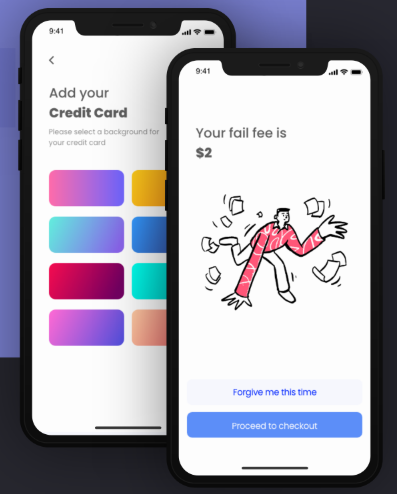 9:41
Add your
Credit Card
Please select a background for
your credit card
9:41
Your fail fee is
$2
Forgive me this time
Proceed to checkout